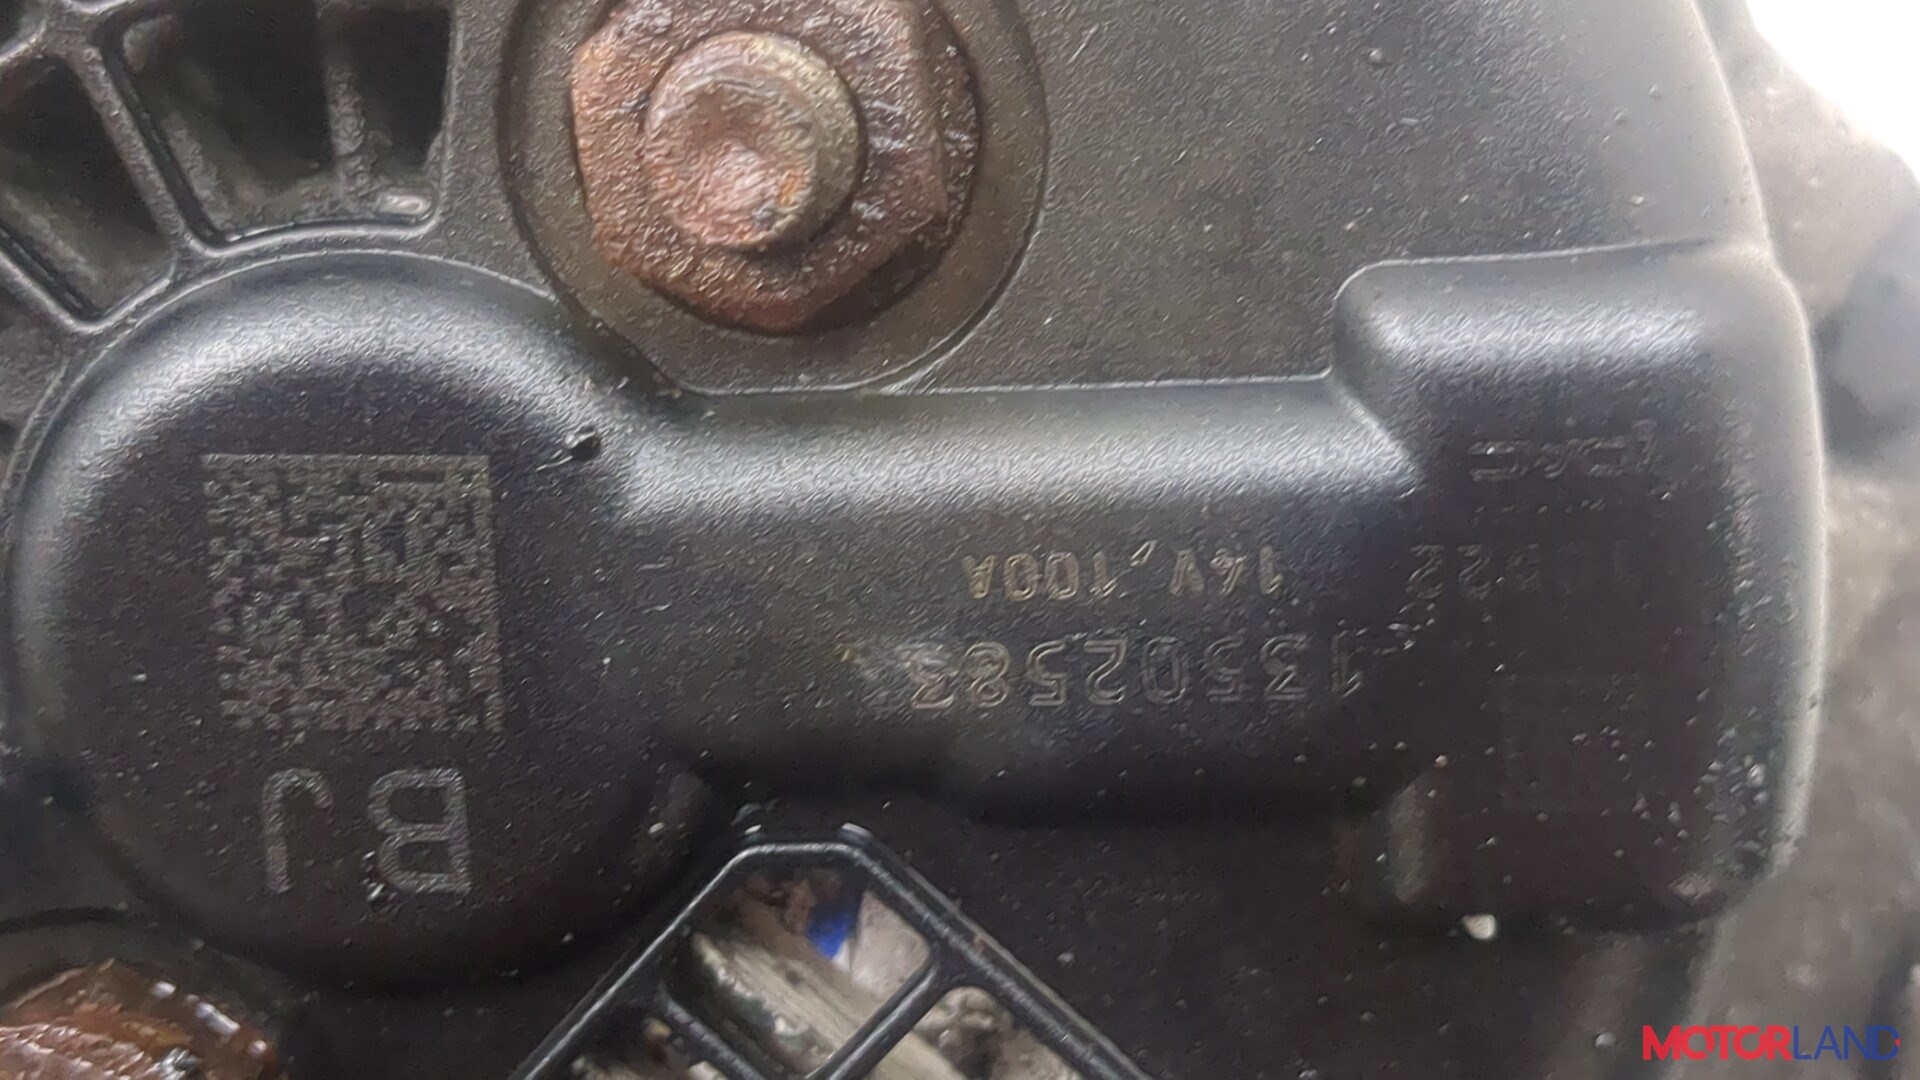 BJ
13502583
14V,100A
MOTORLAND